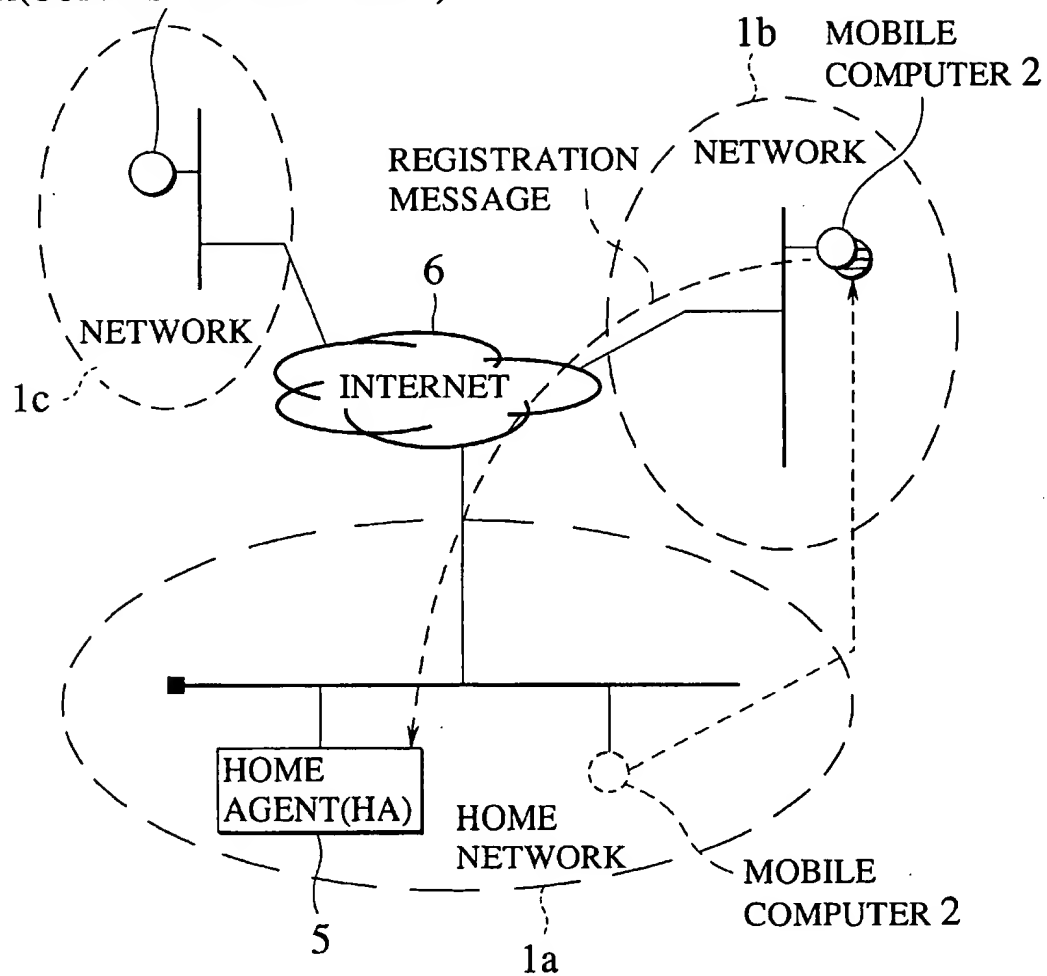 1b
MOBILE
COMPUTER 2
NETWORK
REGISTRATION
MESSAGE
6
NETWORK
INTERNET
1c
HOME
AGENT(HA)
HOME
NETWORK
MOBILE
COMPUTER 2
5
1a